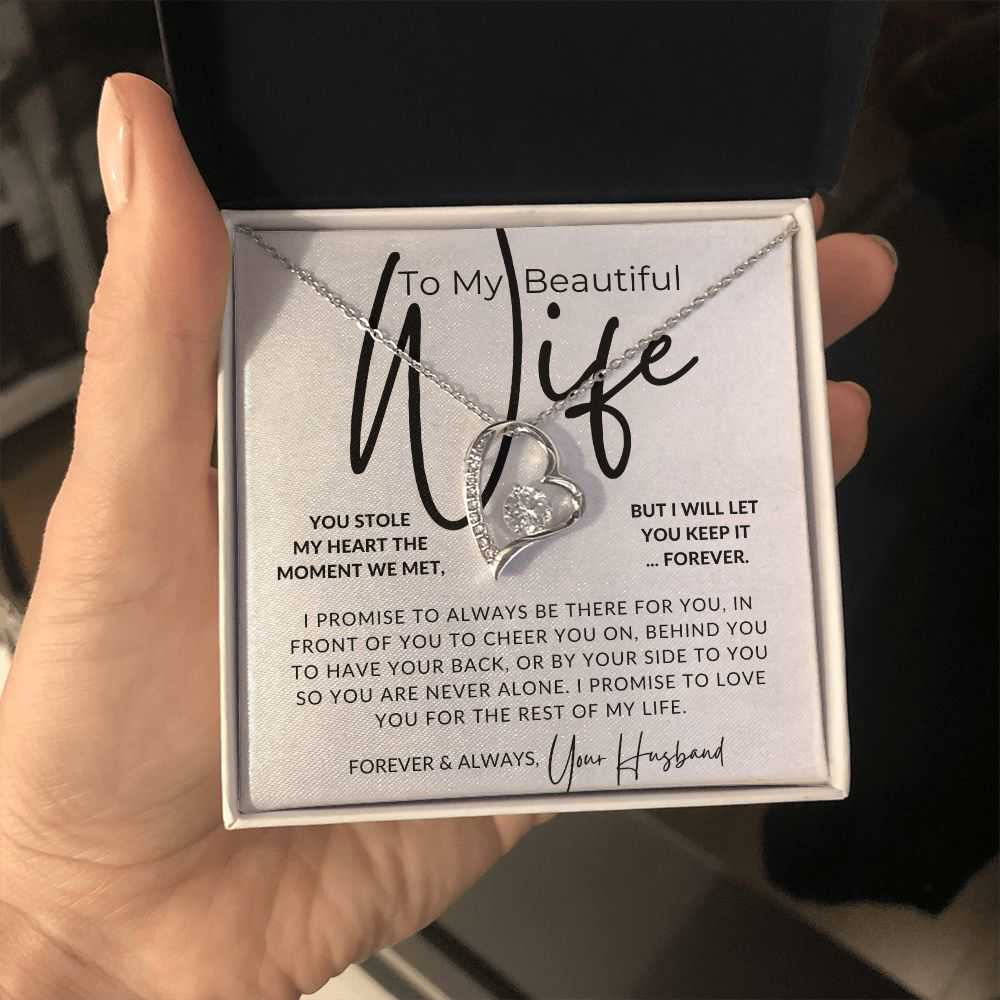 To My Beautiful
Wife
YOU STOLE
MY HEART THE
MOMENT WE MET,
BUT I WILL LET
YOU KEEP IT
... FOREVER.
I PROMISE TO ALWAYS BE THERE FOR YOU, IN
FRONT OF YOU TO CHEER YOU ON, BEHIND YOU
TO HAVE YOUR BACK, OR BY YOUR SIDE TO YOU
SO YOU ARE NEVER ALONE. I PROMISE TO LOVE
YOU FOR THE REST OF MY LIFE.
FOREVER & ALWAYS, Your Husband